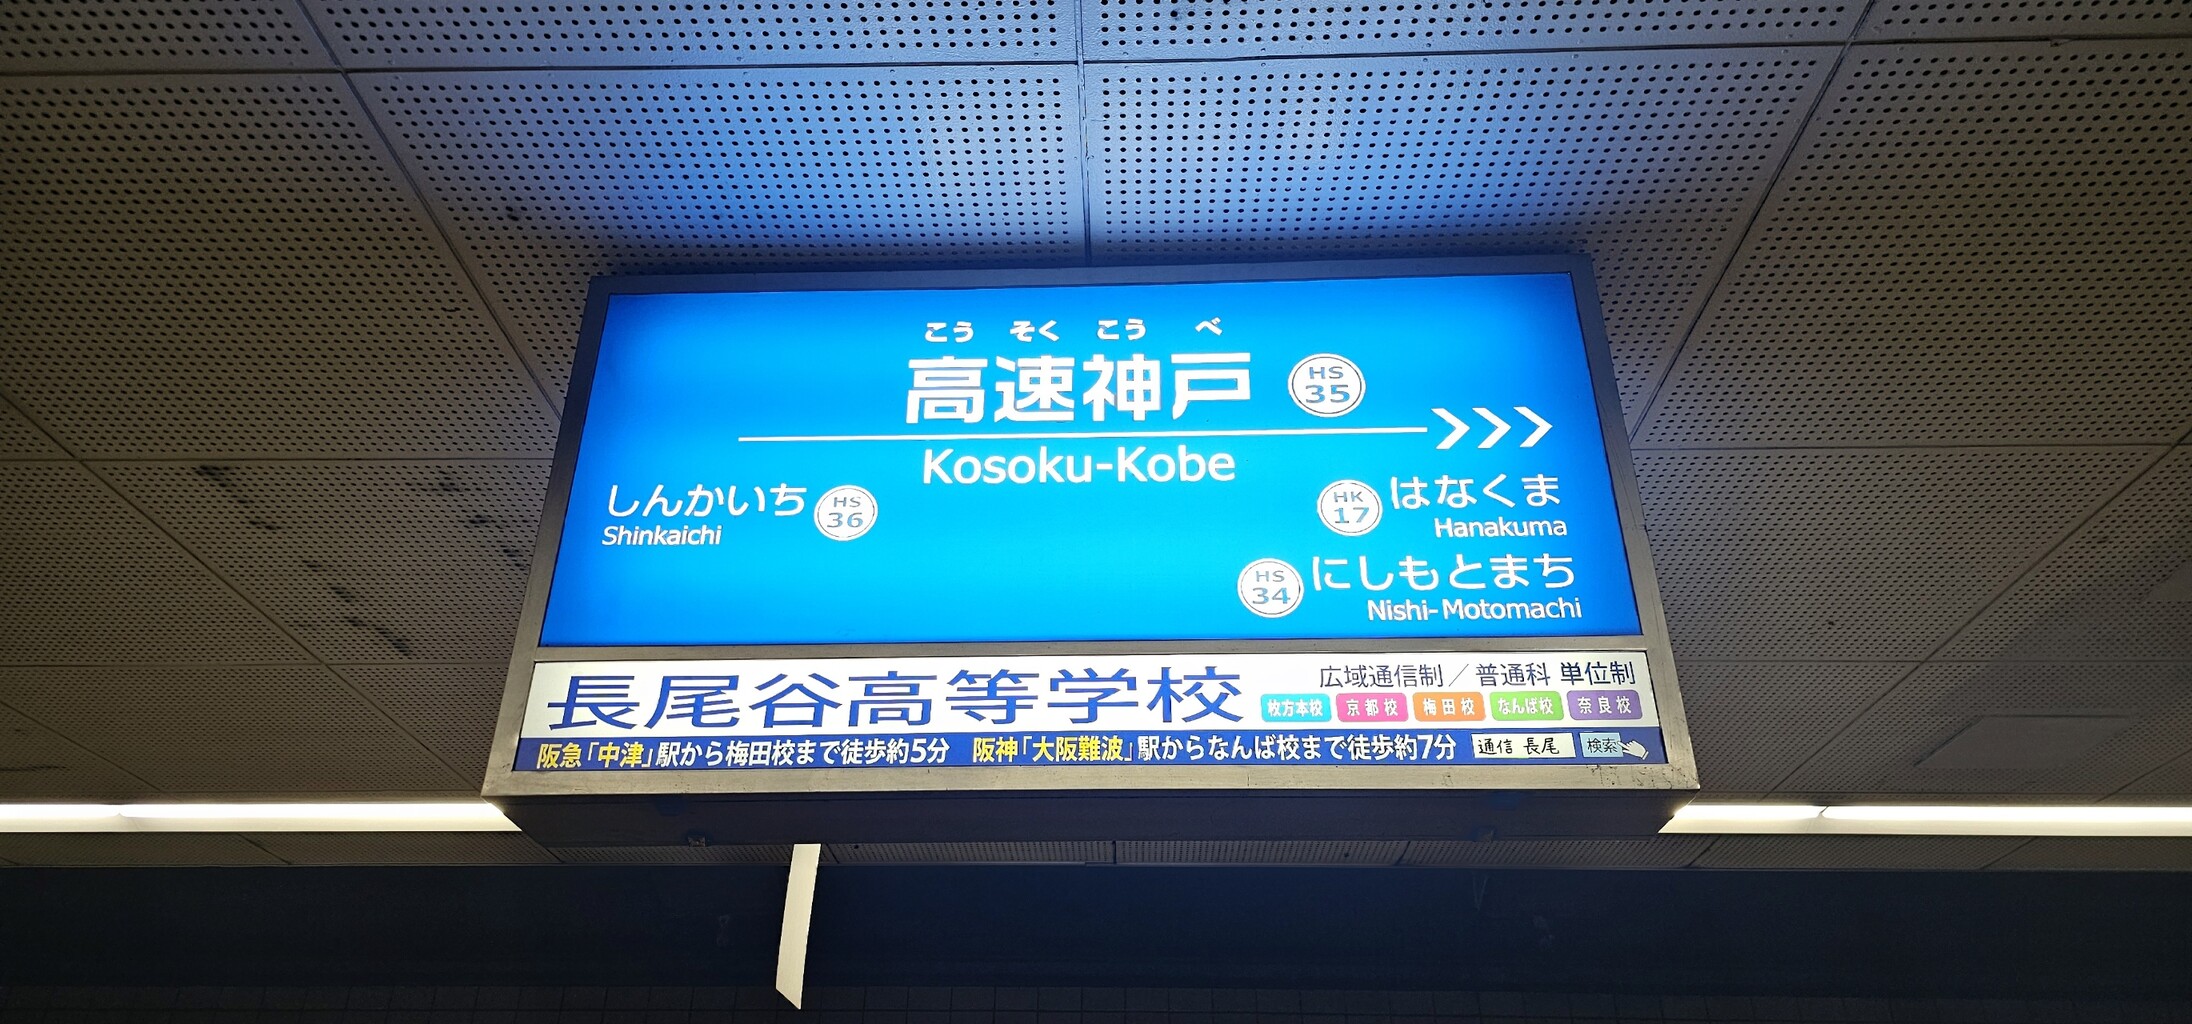 こうそくこうべ
高速神戸 HS 35
Kosoku-Kobe
しんかいち HS 36
Shinkaichi
HK 17 はなくま
Hanakuma
HS 34 にしもとまち
Nishi-Motomachi
長尾谷高等学校
広域通信制／普通科 単位制
枚方本校 京都校 梅田校 なんば校 奈良校
阪急「中津」駅から梅田校まで徒歩約5分 阪神「大阪難波」駅からなんば校まで徒歩約7分 通信 長尾 検索